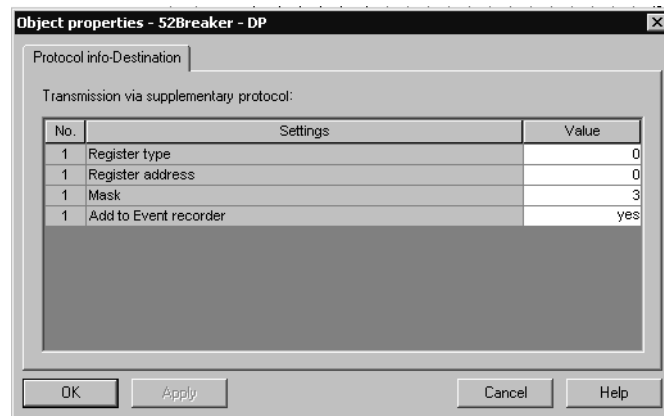 Object properties - 52Breaker - DP
Protocol info-Destination
Transmission via supplementary protocol:
No. Settings Value
1 Register type 0
1 Register address 0
1 Mask 3
1 Add to Event recorder yes
OK Apply Cancel Help